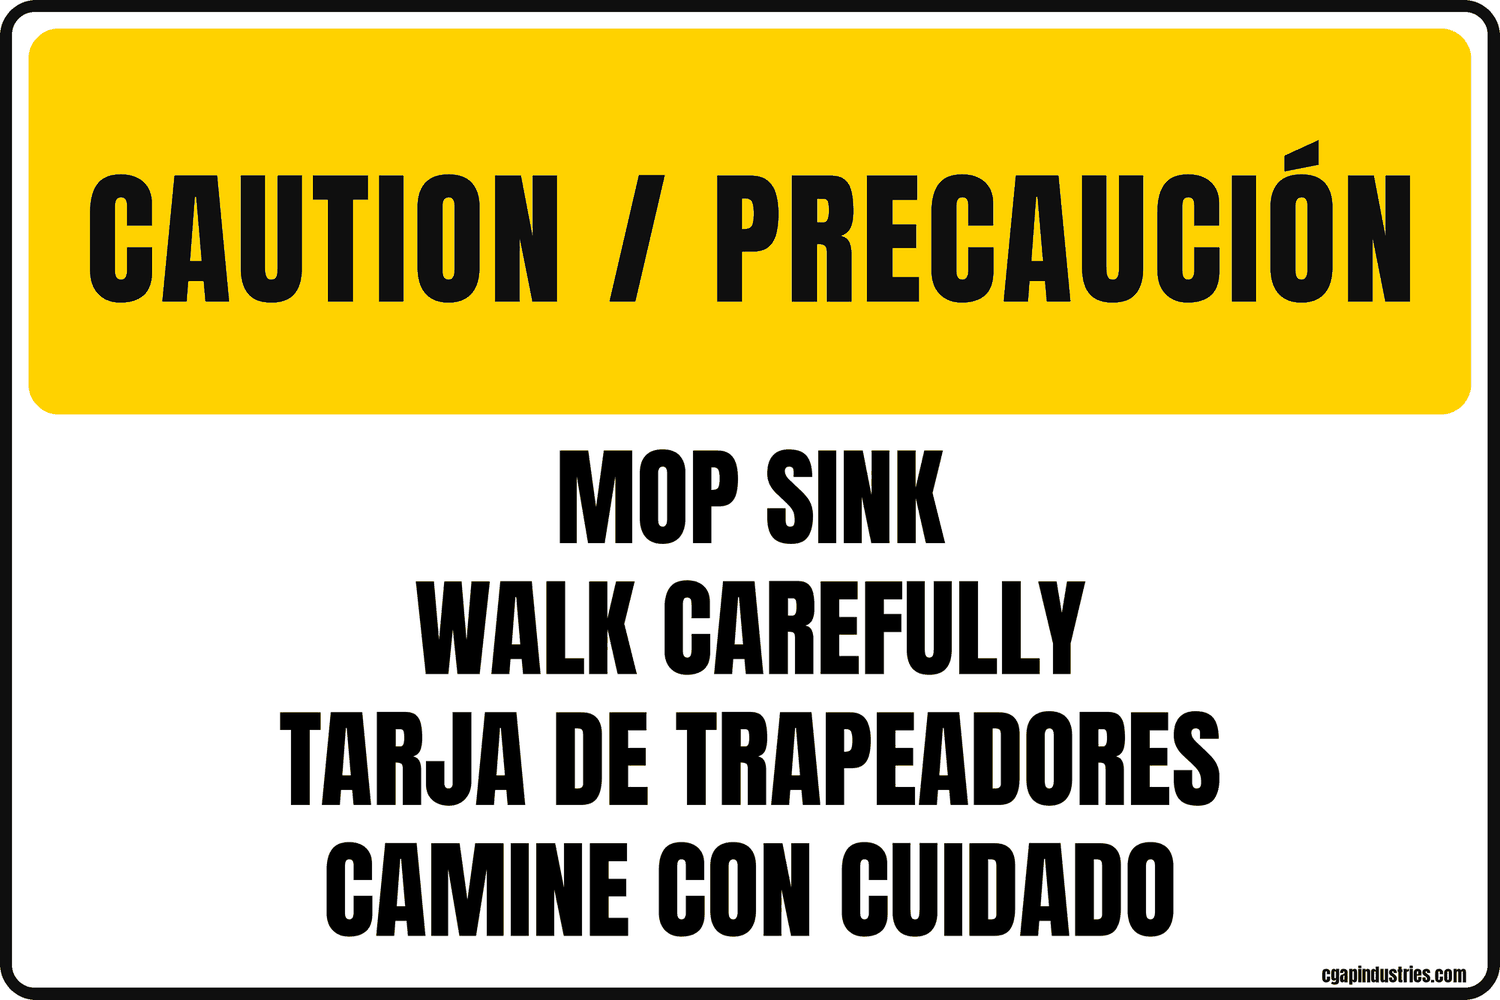 CAUTION / PRECAUCIÓN
MOP SINK
WALK CAREFULLY
TARJA DE TRAPEADORES
CAMINE CON CUIDADO
cgapindustries.com